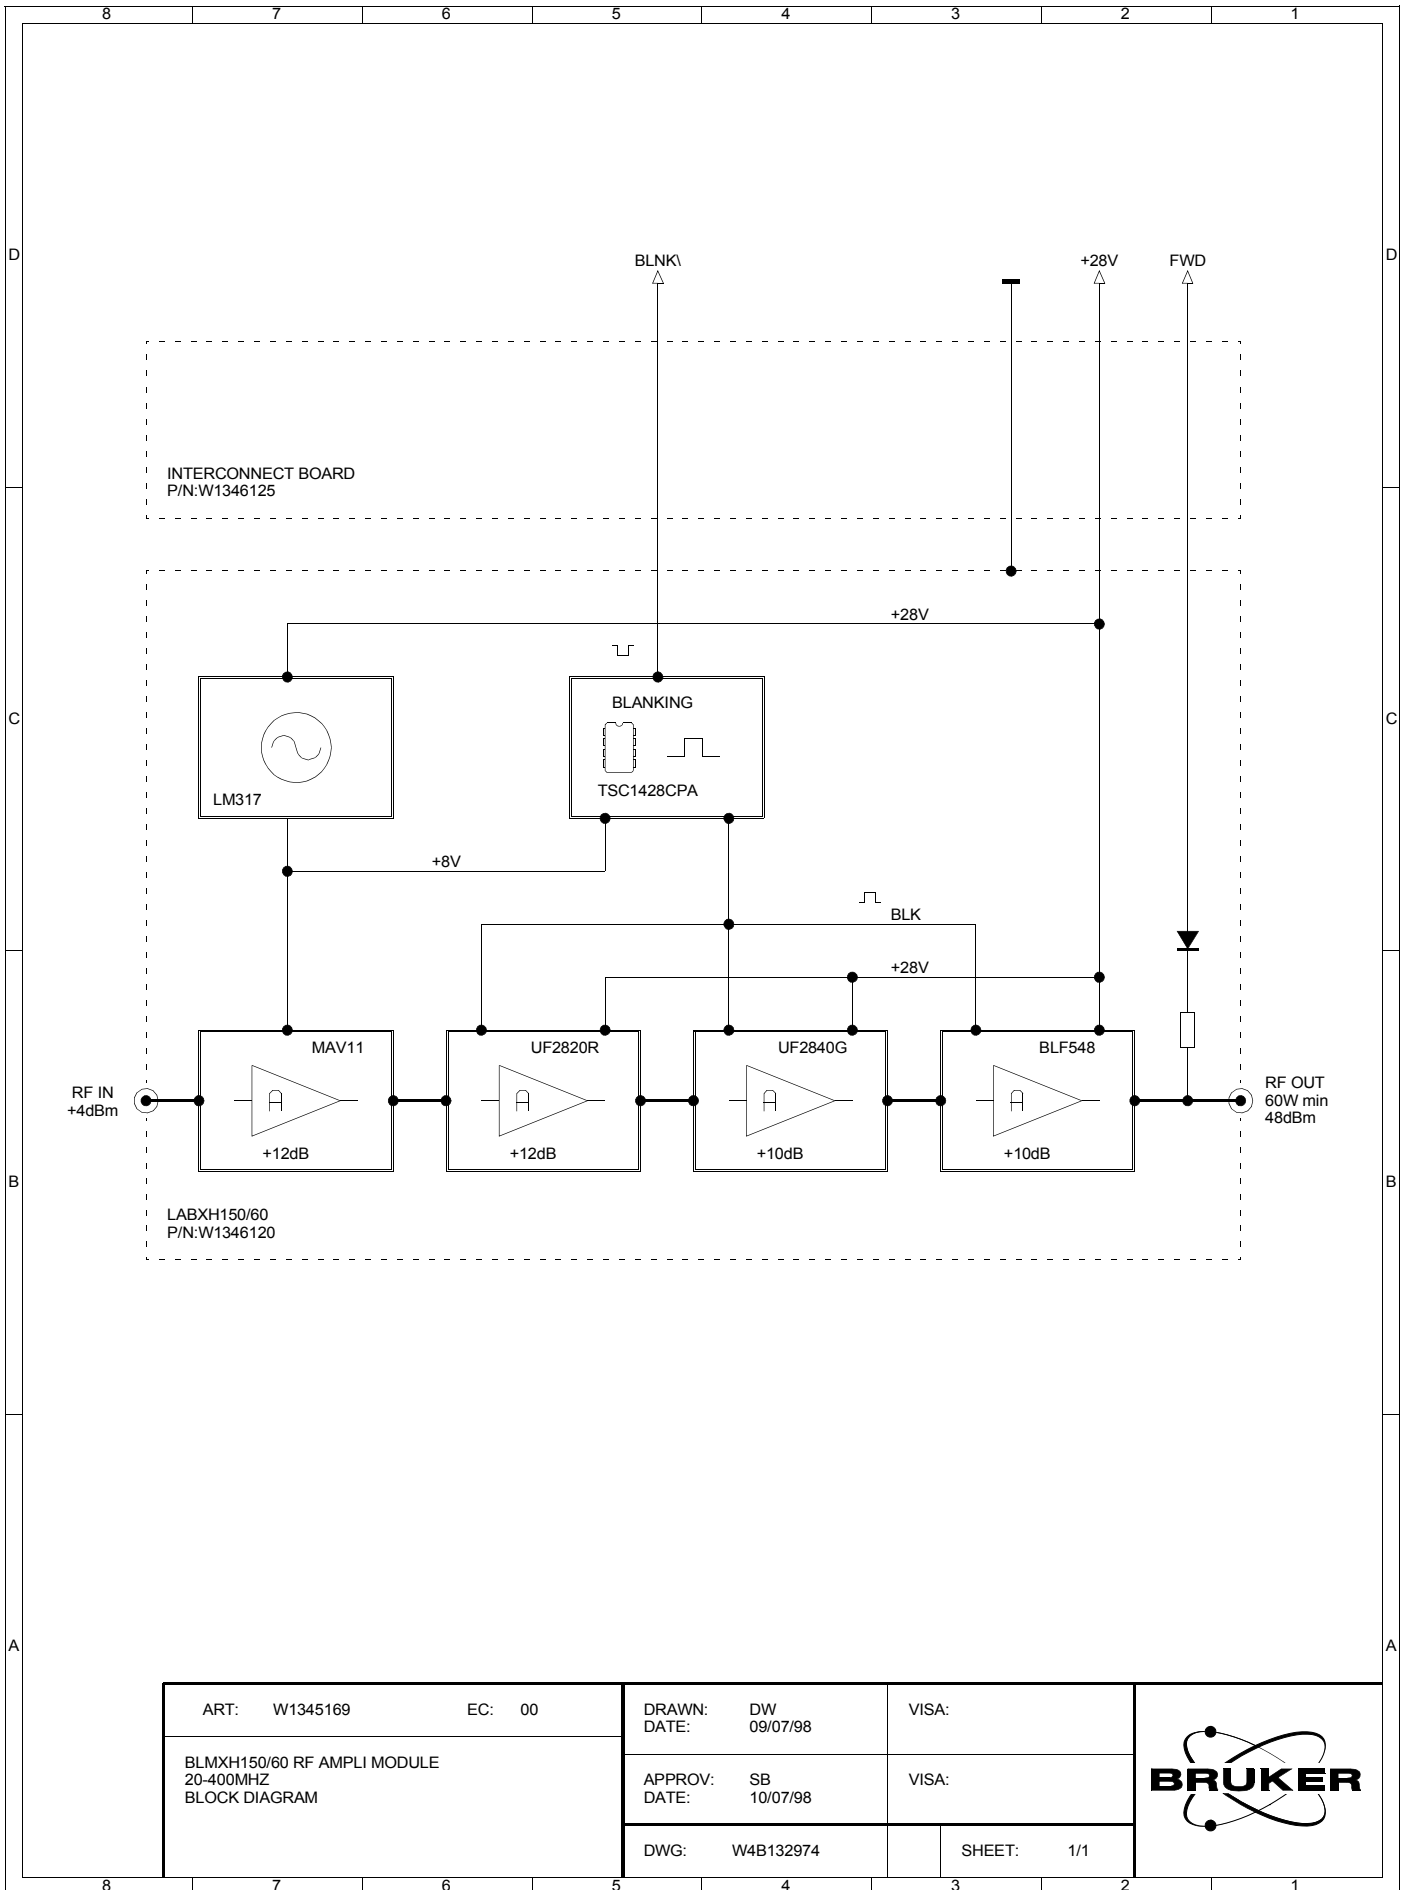 8 7 6 5 4 3 2 1
D D
BLNK\ +28V FWD
INTERCONNECT BOARD
P/N:W1346125
+28V
C C
BLANKING
TSC1428CPA
LM317
+8V
BLK
+28V
MAV11 UF2820R UF2840G BLF548
RF IN
+4dBm
A A A A
RF OUT
60W min
48dBm
+12dB +12dB +10dB +10dB
B B
LABXH150/60
P/N:W1346120
A A
ART: W1345169 EC: 00
BLMXH150/60 RF AMPLI MODULE
20-400MHZ
BLOCK DIAGRAM
DRAWN: DW
DATE: 09/07/98
VISA:
APPROV: SB
DATE: 10/07/98
VISA:
DWG: W4B132974
SHEET: 1/1
BRUKER
8 7 6 5 4 3 2 1